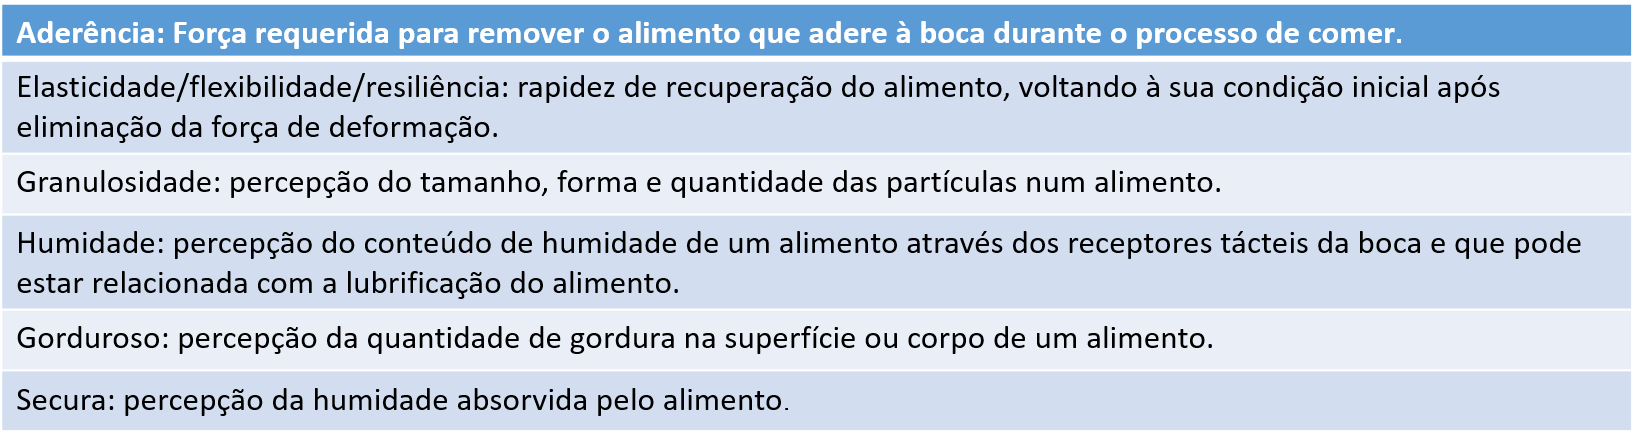 Aderência: Força requerida para remover o alimento que adere à boca durante o processo de comer.
Elasticidade/flexibilidade/resiliência: rapidez de recuperação do alimento, voltando à sua condição inicial após
eliminação da força de deformação.
Granulosidade: percepção do tamanho, forma e quantidade das partículas num alimento.
Humidade: percepção do conteúdo de humidade de um alimento através dos receptores tácteis da boca e que pode
estar relacionada com a lubrificação do alimento.
Gorduroso: percepção da quantidade de gordura na superfície ou corpo de um alimento.
Secura: percepção da humidade absorvida pelo alimento.